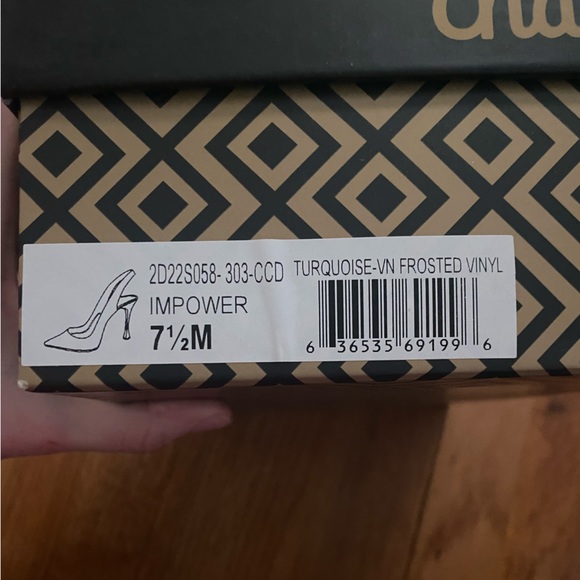 2D22S058- 303-CCD TURQUOISE-VN FROSTED VINYL
IMPOWER
7½M
6 36535 69199 6